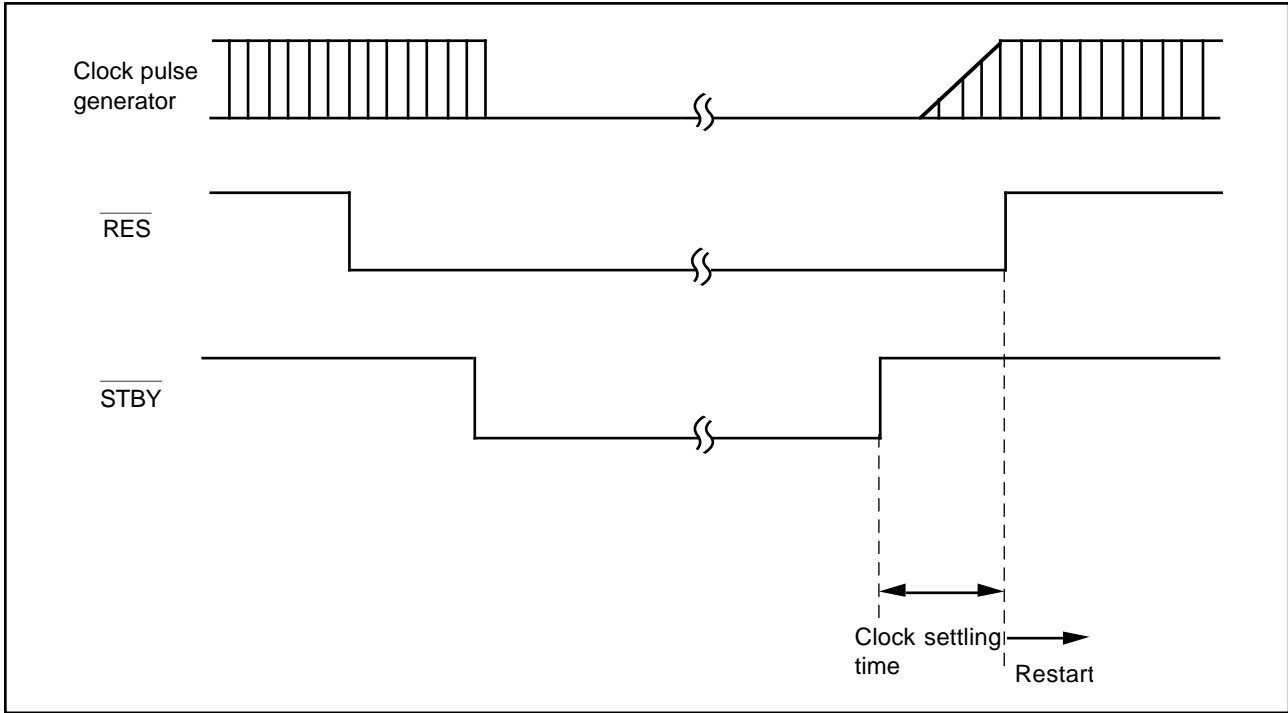 Clock pulse
generator
RES
STBY
Clock settling
time
Restart